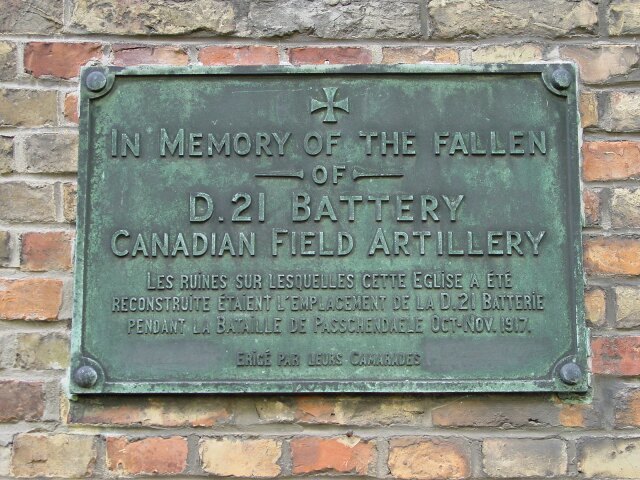 In Memory of the Fallen
of
D.21 Battery
Canadian Field Artillery
Les ruines sur lesquelles cette Eglise a été
reconstruite étaient l'emplacement de la D.21 Batterie
pendant la Bataille de Passchendaele Oct-Nov. 1917.
Erigé par leurs Camarades